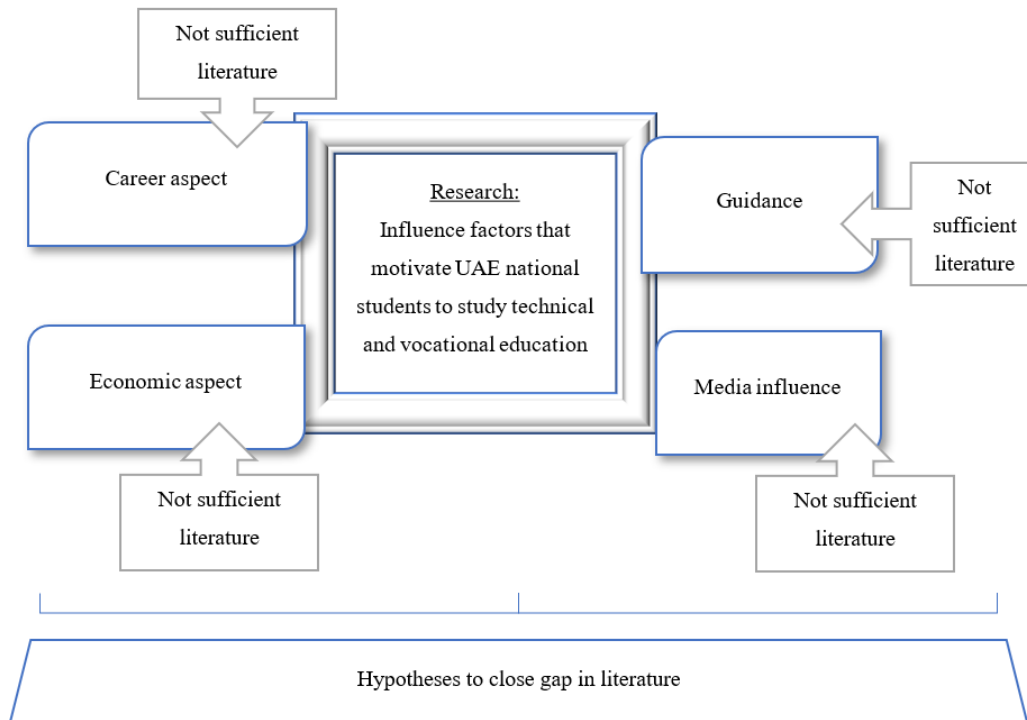 Not sufficient
literature
Career aspect
Research:
Influence factors that
motivate UAE national
students to study technical
and vocational education
Guidance
Not
sufficient
literature
Economic aspect
Media influence
Not sufficient
literature
Not sufficient
literature
Hypotheses to close gap in literature